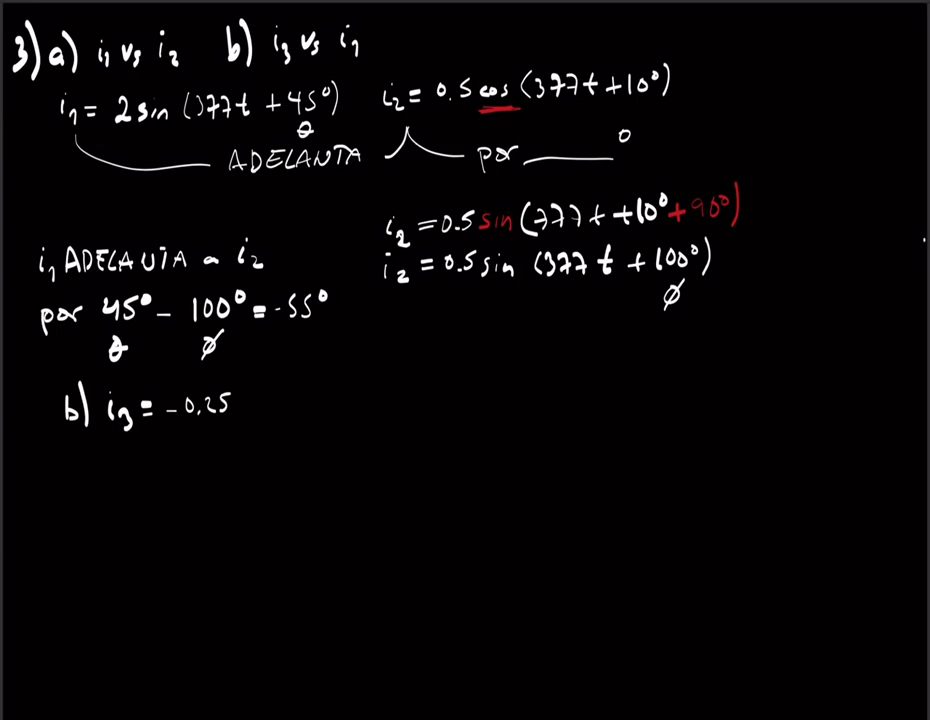 3) a) i₁ vs i₂ b) i₃ vs i₁
i₁ = 2 sin (377t + 45°) i₂ = 0.5 cos (377t + 10°)
θ
ADELANTA por ______°
i₂ = 0.5 sin (377t + 10° + 90°)
i₂ = 0.5 sin (377t + 100°)
ϕ
i₁ ADELANTA a i₂
por 45° - 100° = -55°
θ ϕ
b) i₃ = -0.25